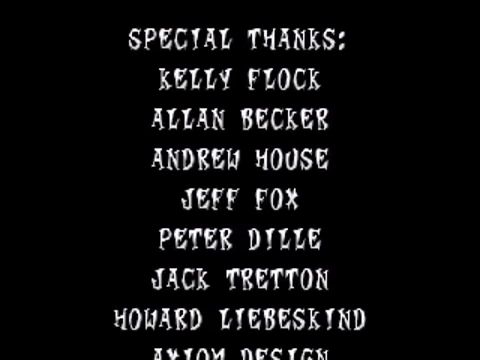 SPECIAL THANKS:
KELLY FLOCK
ALLAN BECKER
ANDREW HOUSE
JEFF FOX
PETER DILLE
JACK TRETTON
HOWARD LIEBESKIND
AXIOM DESIGN